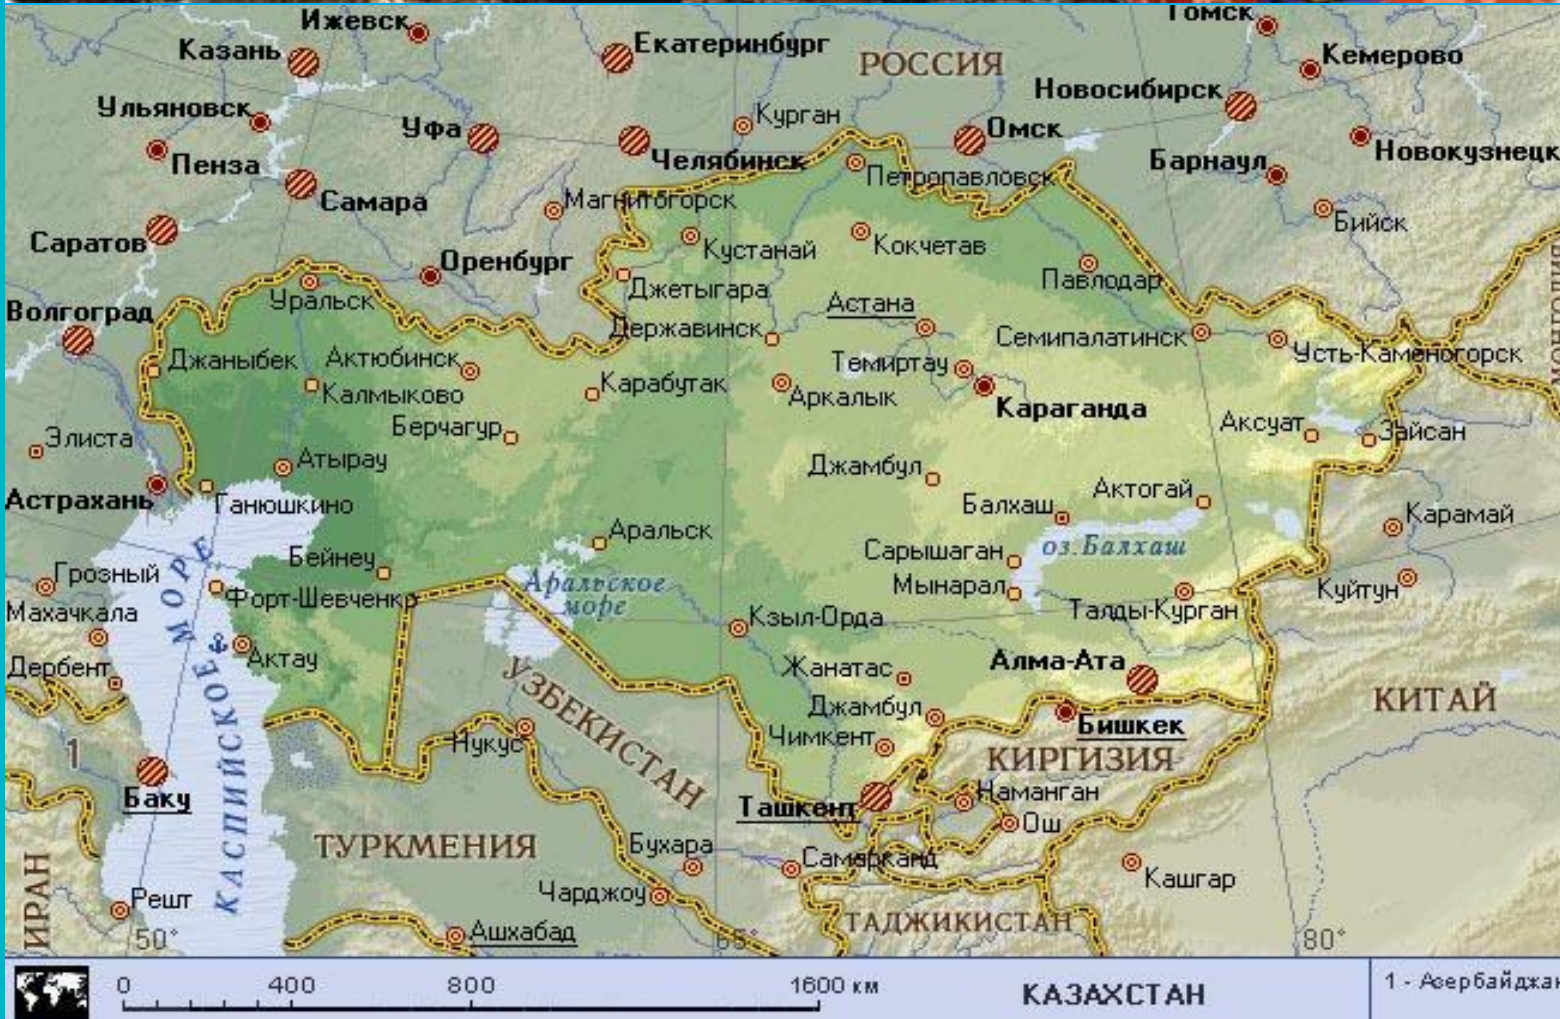 Ижевск
Томск
Казань
Екатеринбург
РОССИЯ
Кемерово
Новосибирск
Ульяновск
Уфа
Курган
Омск
Пенза
Челябинск
Барнаул
Новокузнецк
Петропавловск
Самара
Магнитогорск
Бийск
Саратов
Кустанай
Кокчетав
Оренбург
Павлодар
Уральск
Джетыгара
Астана
Волгоград
Державинск
Семипалатинск
Усть-Каменогорск
Джаныбек
Актюбинск
Темиртау
Калмыково
Карабутак
Аркалык
Караганда
Берчагур
Аксуат
Зайсан
Элиста
Атырау
Джамбул
Актогай
Астрахань
Ганюшкино
Балхаш
Карамай
Аральск
Сарышаган
оз.Балхаш
Бейнеу
Грозный
Аральское
море
Мынарал
Куйтун
Форт-Шевченко
Махачкала
Кзыл-Орда
Талды-Курган
КАСПИЙСКОЕ МОРЕ
Дербент
Актау
Жанатас
Алма-Ата
КИТАЙ
УЗБЕКИСТАН
Джамбул
Бишкек
Нукус
Чимкент
КИРГИЗИЯ
1
Баку
Ташкент
Наманган
Ош
ТУРКМЕНИЯ
Бухара
Самарканд
Кашгар
ИРАН
Решт
Чарджоу
ТАДЖИКИСТАН
50°
Ашхабад
65°
80°
0 400 800 1600 км
КАЗАХСТАН
1 - Азербайджан